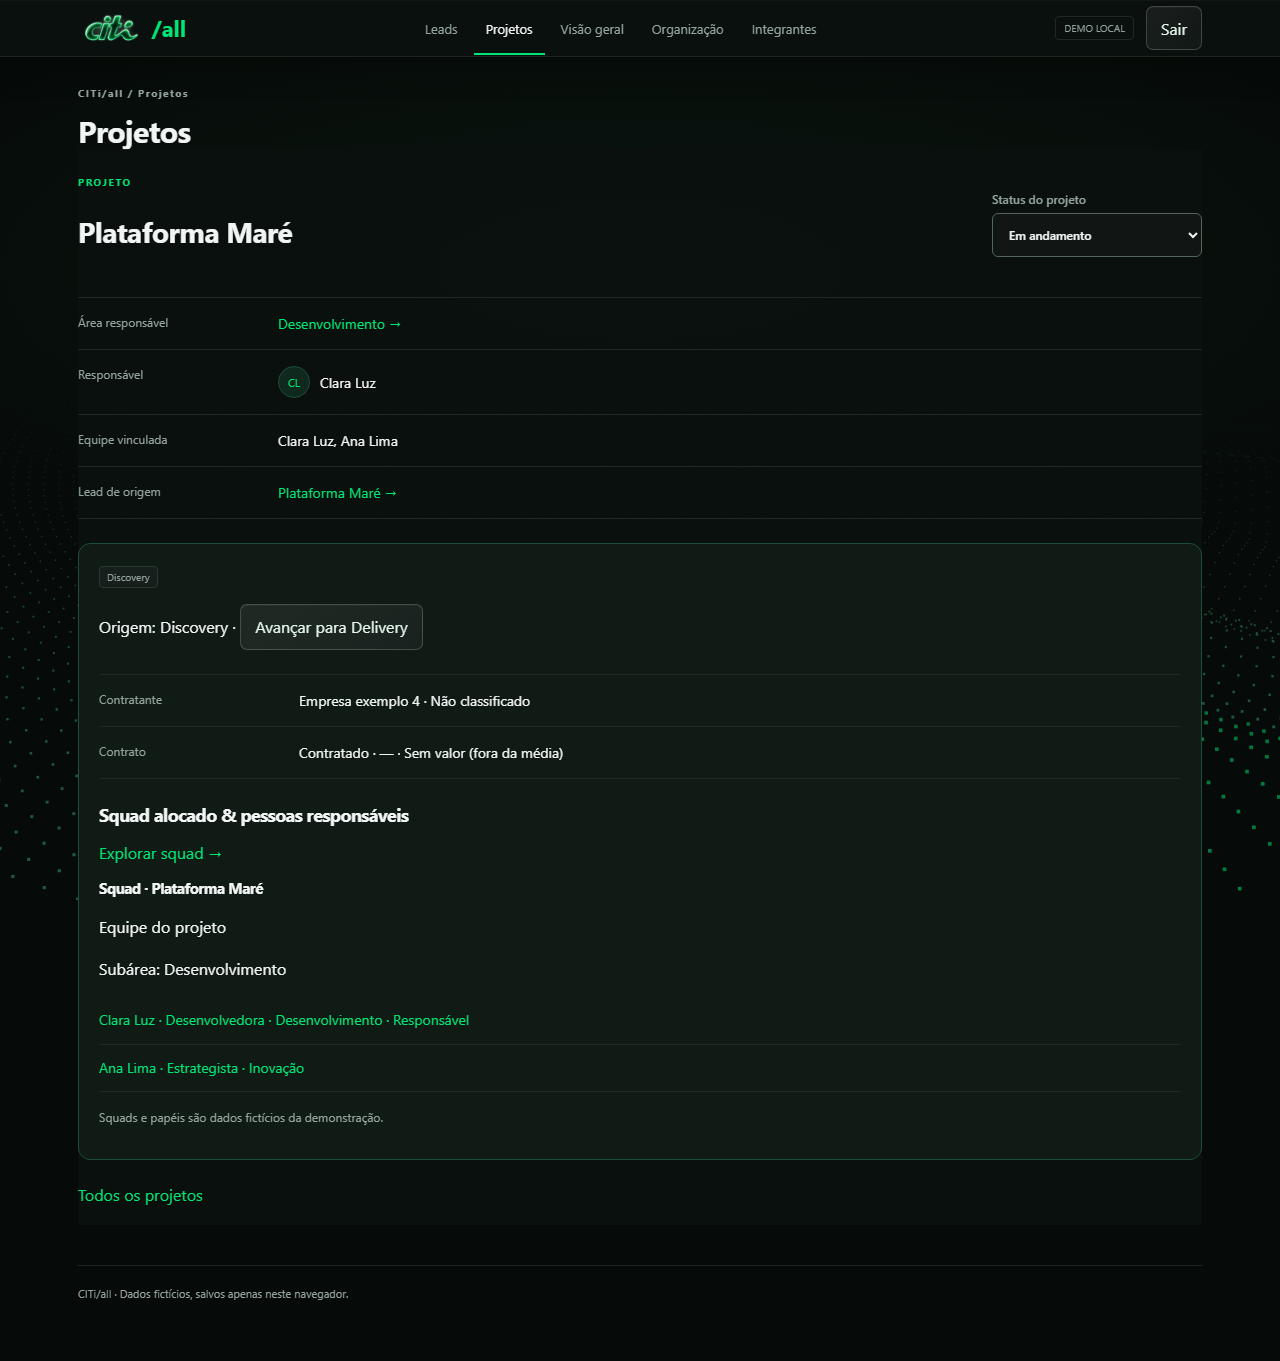 citi /all
Leads
Projetos
Visão geral
Organização
Integrantes
DEMO LOCAL
Sair
CITi/all / Projetos
Projetos
PROJETO
Plataforma Maré
Status do projeto
Em andamento
Área responsável
Desenvolvimento →
Responsável
CL
Clara Luz
Equipe vinculada
Clara Luz, Ana Lima
Lead de origem
Plataforma Maré →
Discovery
Origem: Discovery · Avançar para Delivery
Contratante
Empresa exemplo 4 · Não classificado
Contrato
Contratado · — · Sem valor (fora da média)
Squad alocado & pessoas responsáveis
Explorar squad →
Squad · Plataforma Maré
Equipe do projeto
Subárea: Desenvolvimento
Clara Luz · Desenvolvedora · Desenvolvimento · Responsável
Ana Lima · Estrategista · Inovação
Squads e papéis são dados fictícios da demonstração.
Todos os projetos
CITi/all · Dados fictícios, salvos apenas neste navegador.